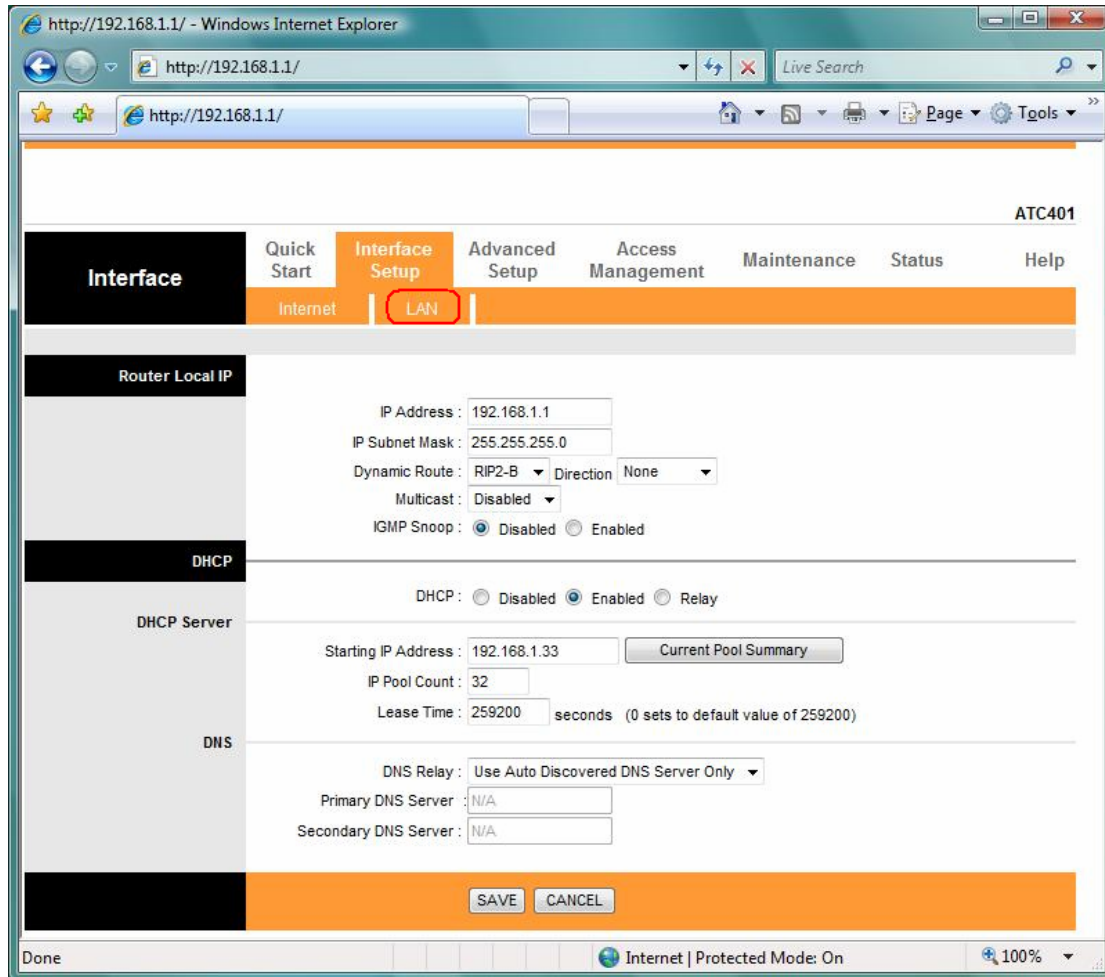 http://192.168.1.1/ - Windows Internet Explorer
http://192.168.1.1/
Live Search
http://192.168.1.1/
Page
Tools
ATC401
Interface
Quick Start
Interface Setup
Advanced Setup
Access Management
Maintenance
Status
Help
Internet
LAN
Router Local IP
IP Address : 192.168.1.1
IP Subnet Mask : 255.255.255.0
Dynamic Route : RIP2-B Direction None
Multicast : Disabled
IGMP Snoop : Disabled Enabled
DHCP
DHCP : Disabled Enabled Relay
DHCP Server
Starting IP Address : 192.168.1.33 Current Pool Summary
IP Pool Count : 32
Lease Time : 259200 seconds (0 sets to default value of 259200)
DNS
DNS Relay : Use Auto Discovered DNS Server Only
Primary DNS Server : N/A
Secondary DNS Server : N/A
SAVE CANCEL
Done Internet | Protected Mode: On 100%